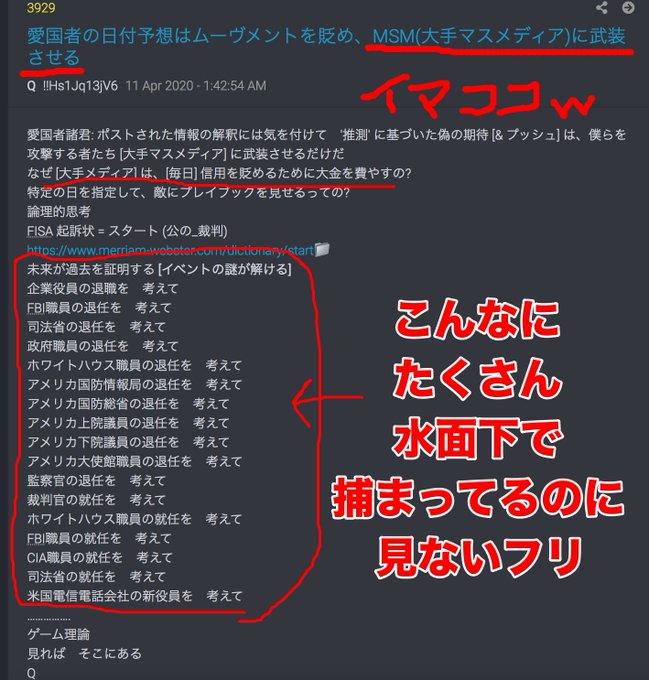 3929
愛国者の日付予想はムーヴメントを貶め、MSM(大手マスメディア)に武装
させる
Q !!Hs1Jq13jV6 11 Apr 2020 - 1:42:54 AM
イマココw
愛国者諸君: ポストされた情報の解釈には気を付けて '推測' に基づいた偽の期待 [& プッシュ] は、僕らを
攻撃する者たち [大手マスメディア] に武装させるだけだ
なぜ [大手メディア] は、[毎日] 信用を貶めるために大金を費やすの?
特定の日を指定して、敵にプレイブックを見せるっての?
論理的思考
FISA 起訴状 = スタート (公の_裁判)
https://www.merriam-webster.com/dictionary/start
未来が過去を証明する [イベントの謎が解ける]
企業役員の退職を 考えて
FBI職員の退任を 考えて
司法省の退任を 考えて
政府職員の退任を 考えて
ホワイトハウス職員の退任を 考えて
アメリカ国防情報局の退任を 考えて
アメリカ国防総省の退任を 考えて
アメリカ上院議員の退任を 考えて
アメリカ下院議員の退任を 考えて
アメリカ大使館職員の退任を 考えて
監察官の退任を 考えて
裁判官の就任を 考えて
ホワイトハウス職員の就任を 考えて
FBI職員の就任を 考えて
CIA職員の就任を 考えて
司法省の就任を 考えて
米国電信電話会社の新役員を 考えて
……………
ゲーム理論
見れば そこにある
Q
こんなに
たくさん
水面下で
捕まってるのに
見ないフリ